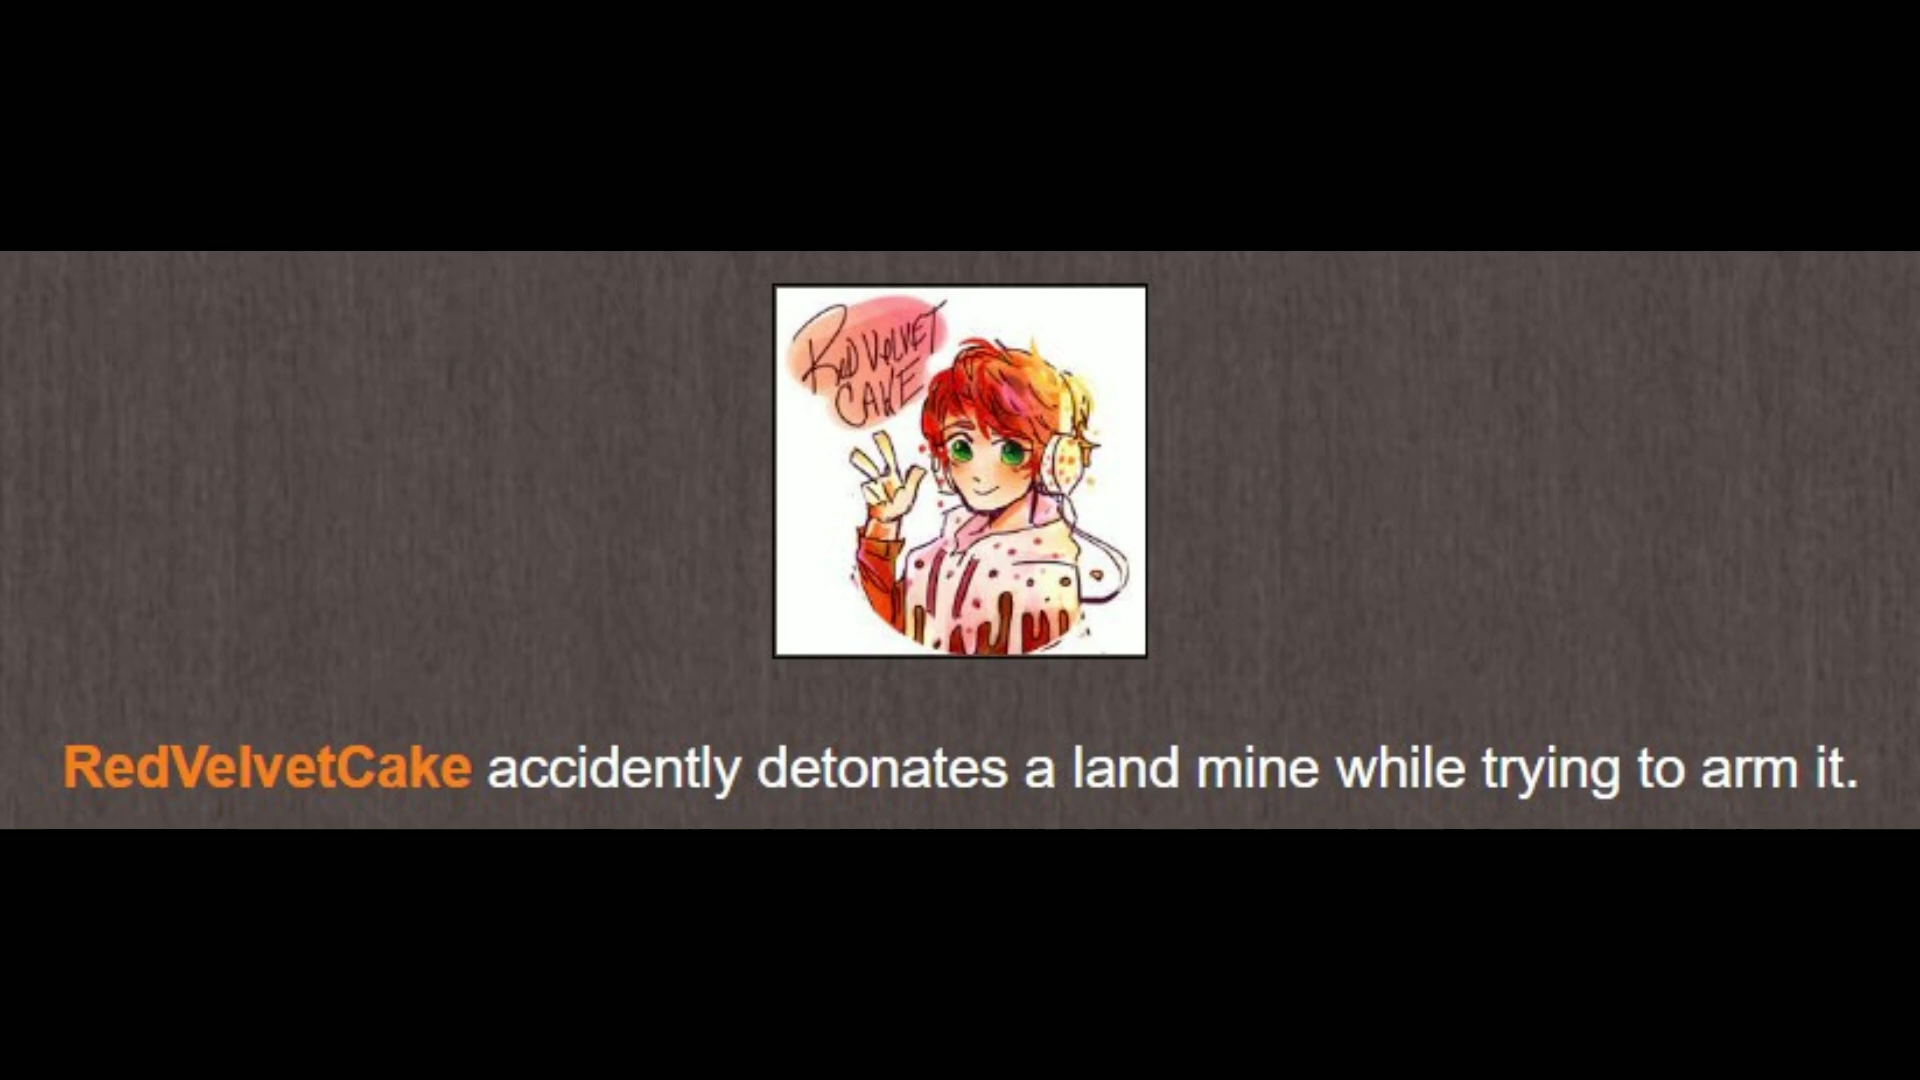 RED VELVET
CAKE
RedVelvetCake accidently detonates a land mine while trying to arm it.